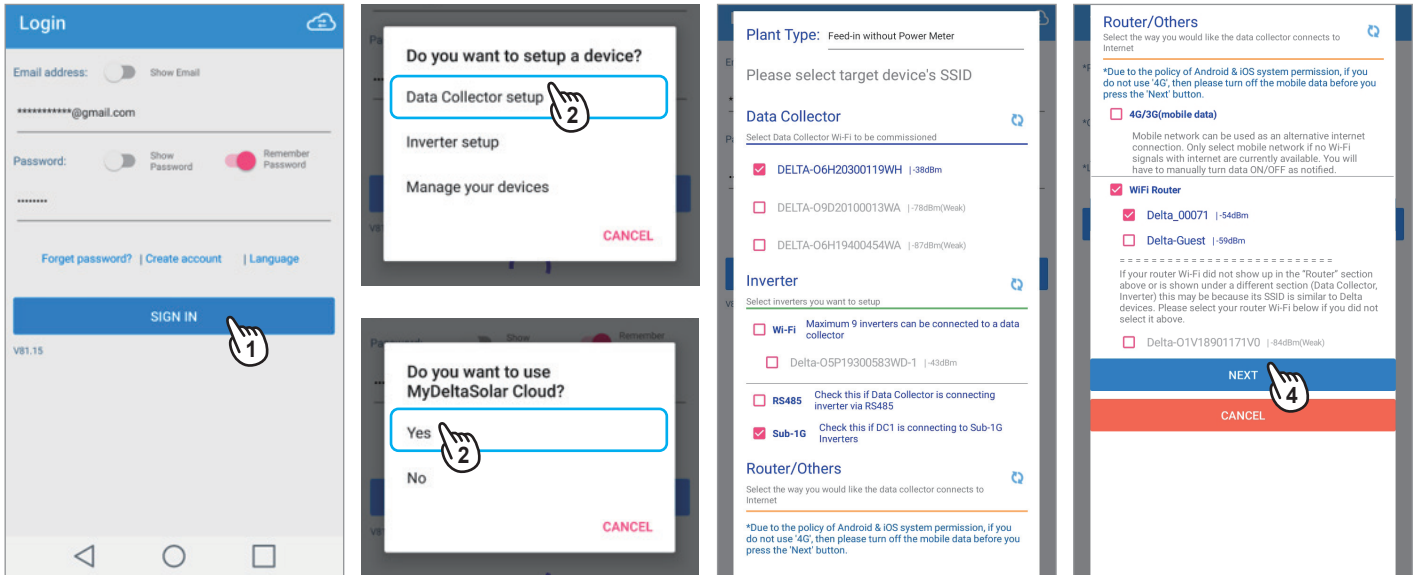 Login
Email address: Show Email
***********@gmail.com
Password: Show Password Remember Password
********
Forget password? | Create account | Language
SIGN IN
1
V81.15
Do you want to setup a device?
Data Collector setup
2
Inverter setup
Manage your devices
CANCEL
Show
Remember
Do you want to use
MyDeltaSolar Cloud?
Yes
2
No
CANCEL
Plant Type: Feed-in without Power Meter
Please select target device's SSID
Data Collector
Select Data Collector Wi-Fi to be commissioned
DELTA-O6H20300119WH |-38dBm
DELTA-O9D20100013WA |-78dBm(Weak)
DELTA-O6H19400454WA |-87dBm(Weak)
Inverter
Select inverters you want to setup
Wi-Fi Maximum 9 inverters can be connected to a data
collector
Delta-O5P19300583WD-1 |-43dBm
RS485 Check this if Data Collector is connecting
inverter via RS485
Sub-1G Check this if DC1 is connecting to Sub-1G
Inverters
Router/Others
Select the way you would like the data collector connects to
Internet
*Due to the policy of Android & iOS system permission, if you
do not use '4G', then please turn off the mobile data before you
press the 'Next' button.
Router/Others
Select the way you would like the data collector connects to
Internet
*Due to the policy of Android & iOS system permission, if you
do not use '4G', then please turn off the mobile data before you
press the 'Next' button.
4G/3G(mobile data)
Mobile network can be used as an alternative internet
connection. Only select mobile network if no Wi-Fi
signals with internet are currently available. You will
have to manually turn data ON/OFF as notified.
WiFi Router
Delta_00071 |-54dBm
Delta-Guest |-59dBm
If your router Wi-Fi did not show up in the “Router” section
above or is shown under a different section (Data Collector,
Inverter) this may be because its SSID is similar to Delta
devices. Please select your router Wi-Fi below if you did not
select it above.
Delta-O1V18901171V0 |-84dBm(Weak)
NEXT
4
CANCEL